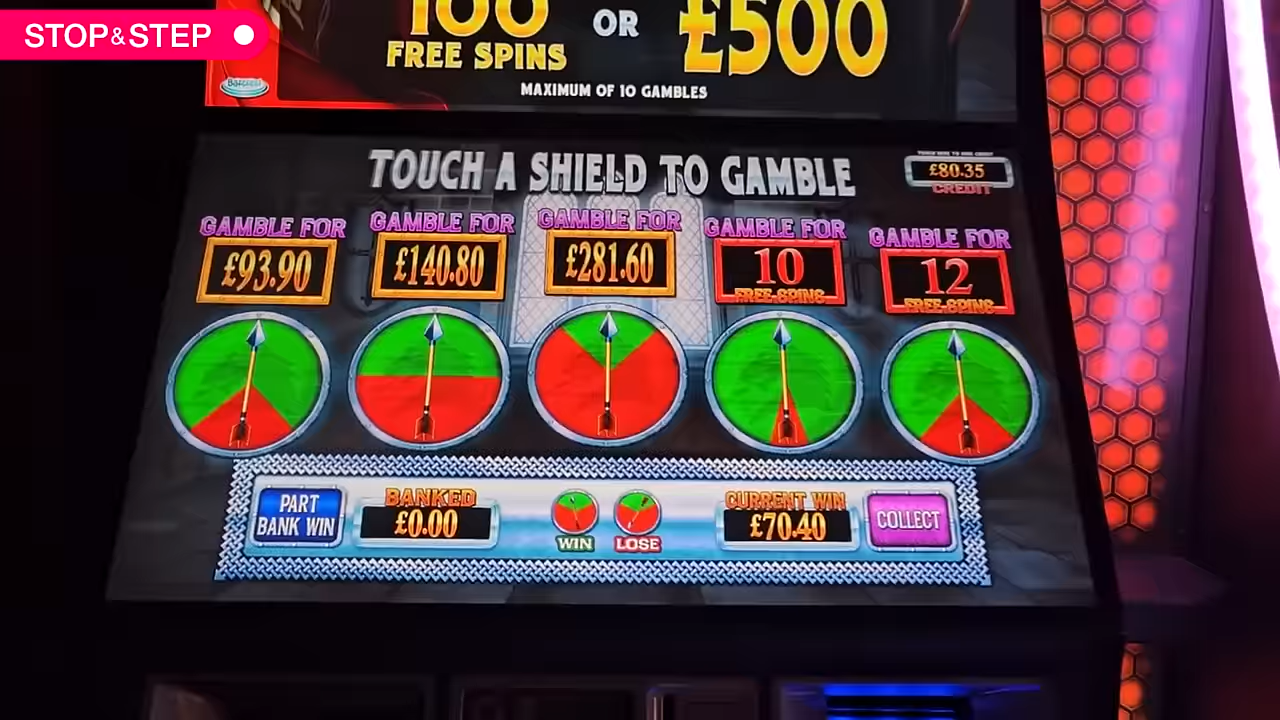 STOP&STEP
100 OR £500
FREE SPINS
MAXIMUM OF 10 GAMBLES
Barcrest
TOUCH A SHIELD TO GAMBLE
£80.35
CREDIT
GAMBLE FOR GAMBLE FOR GAMBLE FOR GAMBLE FOR GAMBLE FOR
£93.90 £140.80 £281.60 10 12
FREE SPINS FREE SPINS
PART BANKED CURRENT WIN
BANK WIN £0.00 £70.40 COLLECT
WIN LOSE